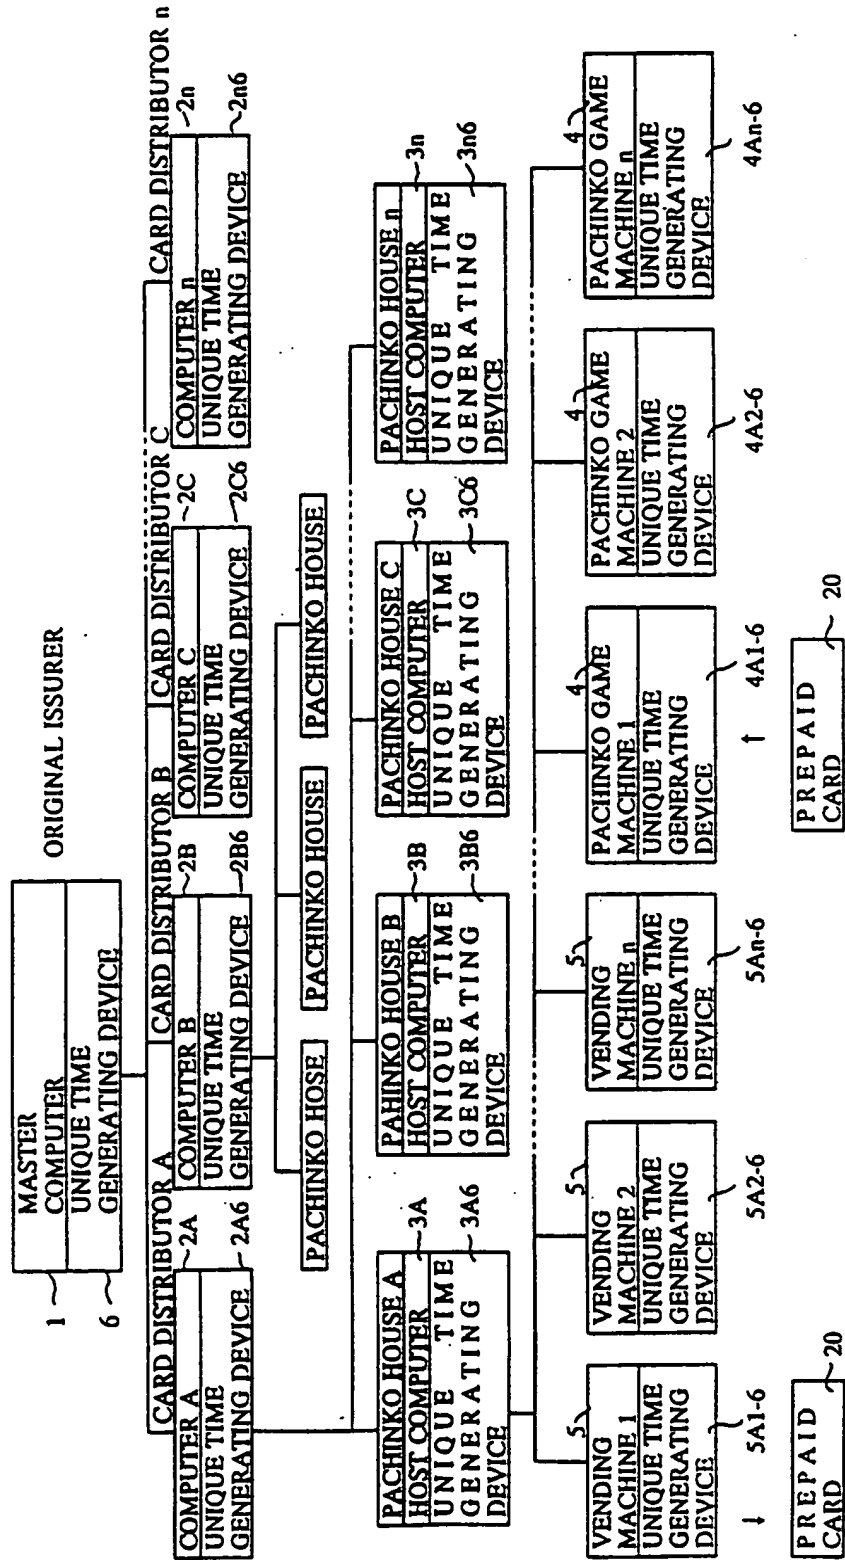 ORIGINAL ISSURER
MASTER
COMPUTER
UNIQUE TIME
GENERATING DEVICE
1
6
CARD DISTRIBUTOR A
COMPUTER A
UNIQUE TIME
GENERATING DEVICE
2A
2A6
CARD DISTRIBUTOR B
COMPUTER B
UNIQUE TIME
GENERATING DEVICE
2B
2B6
CARD DISTRIBUTOR C
COMPUTER C
UNIQUE TIME
GENERATING DEVICE
2C
2C6
CARD DISTRIBUTOR n
COMPUTER n
UNIQUE TIME
GENERATING DEVICE
2n
2n6
PACHINKO HOSE
PACHINKO HOUSE
PACHINKO HOUSE
PACHINKO HOUSE A
HOST COMPUTER
UNIQUE TIME
GENERATING
DEVICE
3A
3A6
PAHINKO HOUSE B
HOST COMPUTER
UNIQUE TIME
GENERATING
DEVICE
3B
3B6
PACHINKO HOUSE C
HOST COMPUTER
UNIQUE TIME
GENERATING
DEVICE
3C
3C6
PACHINKO HOUSE n
HOST COMPUTER
UNIQUE TIME
GENERATING
DEVICE
3n
3n6
5
VENDING
MACHINE 1
UNIQUE TIME
GENERATING
DEVICE
5A1-6
5
VENDING
MACHINE 2
UNIQUE TIME
GENERATING
DEVICE
5A2-6
5
VENDING
MACHINE n
UNIQUE TIME
GENERATING
DEVICE
5An-6
4
PACHINKO GAME
MACHINE 1
UNIQUE TIME
GENERATING
DEVICE
4A1-6
4
PACHINKO GAME
MACHINE 2
UNIQUE TIME
GENERATING
DEVICE
4A2-6
4
PACHINKO GAME
MACHINE n
UNIQUE TIME
GENERATING
DEVICE
4An-6
PREPAID
CARD
20
PREPAID
CARD
20